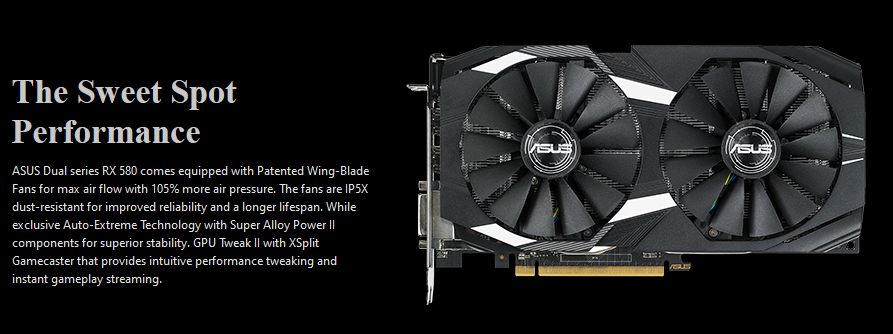 The Sweet Spot
Performance
ASUS Dual series RX 580 comes equipped with Patented Wing-Blade
Fans for max air flow with 105% more air pressure. The fans are IP5X
dust-resistant for improved reliability and a longer lifespan. While
exclusive Auto-Extreme Technology with Super Alloy Power II
components for superior stability. GPU Tweak II with XSplit
Gamecaster that provides intuitive performance tweaking and
instant gameplay streaming.
ASUS
ASUS
ASUS